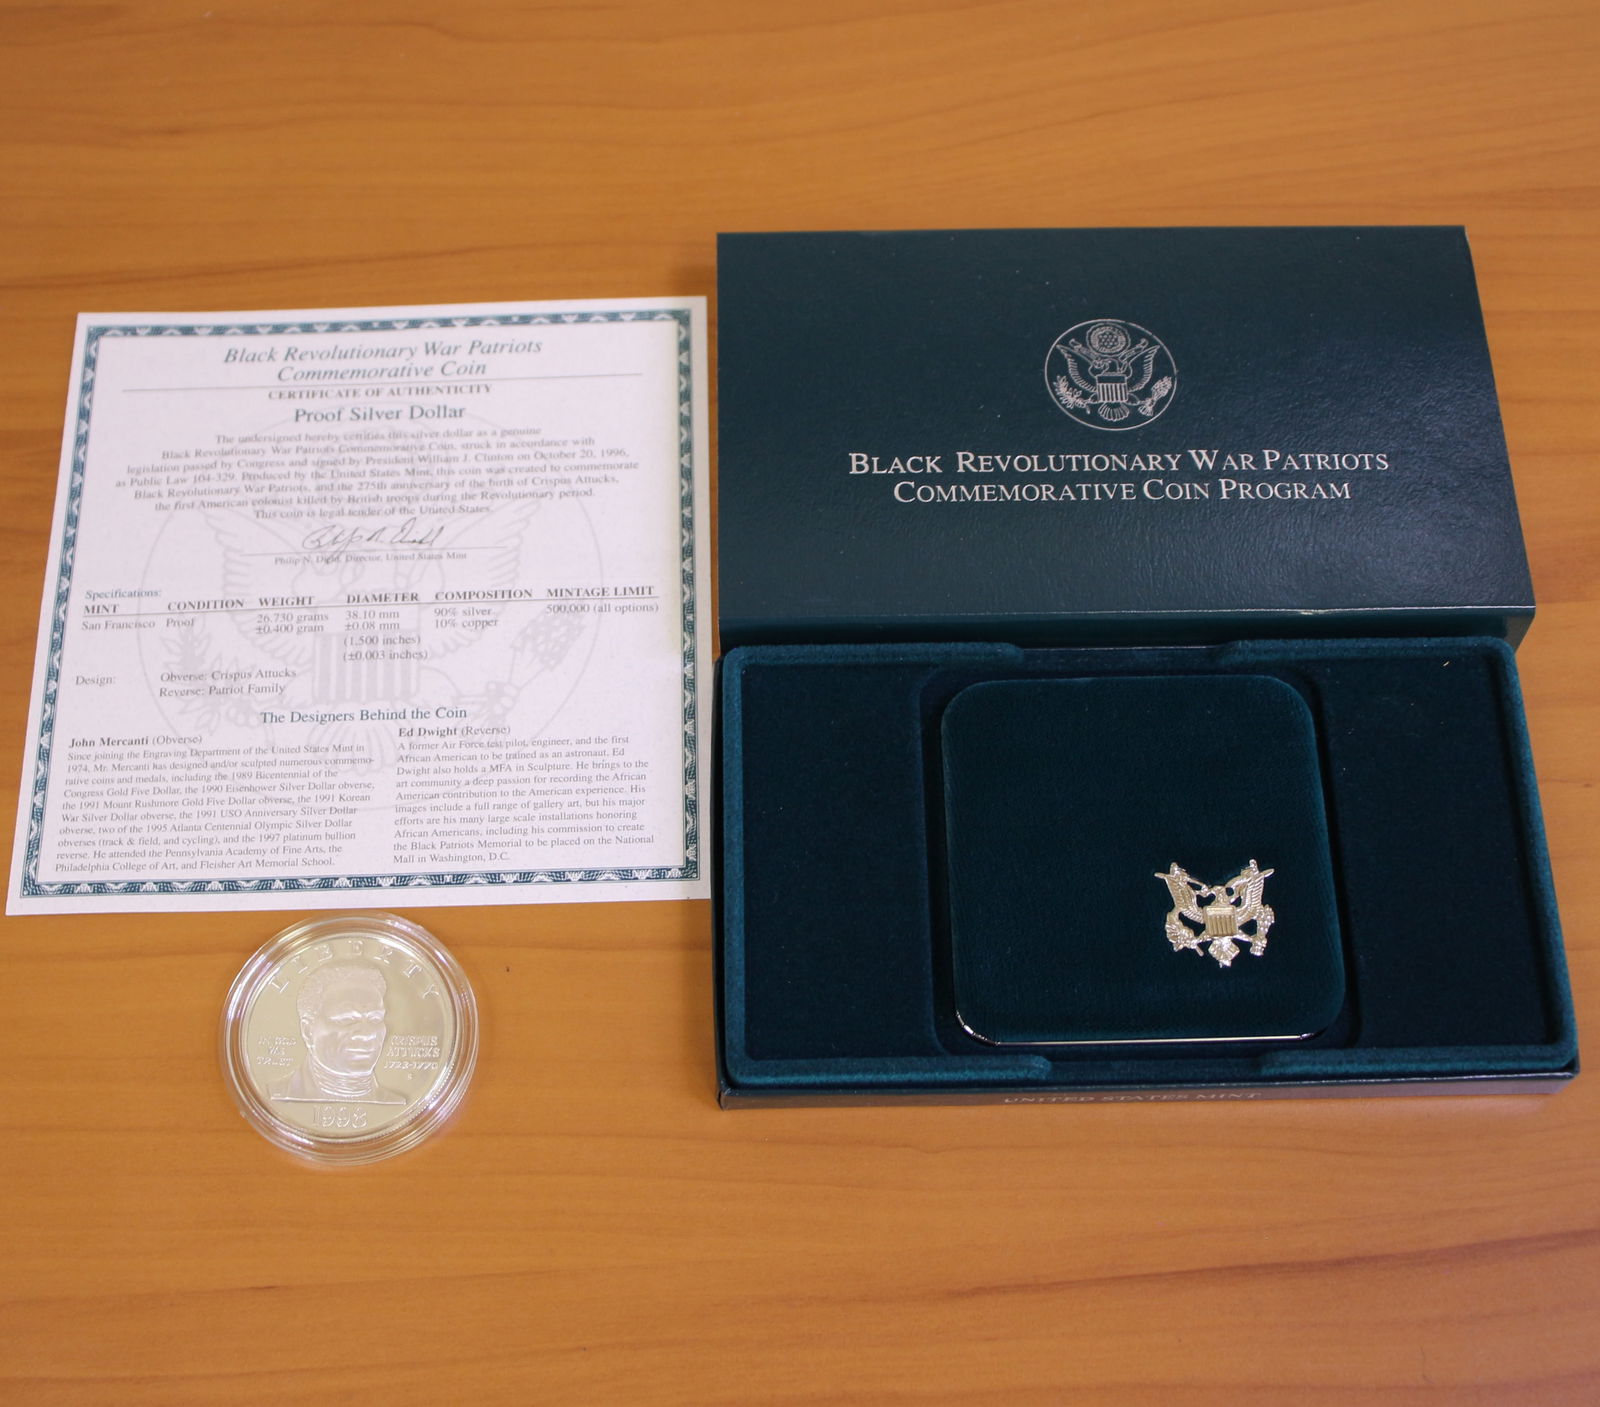 Black Revolutionary War Patriots
Commemorative Coin
CERTIFICATE OF AUTHENTICITY
Proof Silver Dollar
The undersigned hereby certifies this silver dollar as a genuine
Black Revolutionary War Patriots Commemorative Coin, struck in accordance with
legislation passed by Congress and signed by President William J. Clinton on October 20, 1996,
as Public Law 104-329. Produced by the United States Mint, this coin was created to commemorate
Black Revolutionary War Patriots, and the 275th anniversary of the birth of Crispus Attucks,
the first American colonist killed by British troops during the Revolutionary period.
This coin is legal tender of the United States.
Philip N. Diehl, Director, United States Mint
Specifications:
MINT CONDITION WEIGHT DIAMETER COMPOSITION MINTAGE LIMIT
San Francisco Proof 26.730 grams 38.10 mm 90% silver 500,000 (all options)
±0.400 gram ±0.08 mm 10% copper
(1.500 inches)
(±0.003 inches)
Design: Obverse: Crispus Attucks
Reverse: Patriot Family
The Designers Behind the Coin
John Mercanti (Obverse)
Since joining the Engraving Department of the United States Mint in
1974, Mr. Mercanti has designed and/or sculpted numerous commemo-
rative coins and medals, including the 1989 Bicentennial of the
Congress Gold Five Dollar, the 1990 Eisenhower Silver Dollar obverse,
the 1991 Mount Rushmore Gold Five Dollar obverse, the 1991 Korean
War Silver Dollar obverse, the 1991 USO Anniversary Silver Dollar
obverse, two of the 1995 Atlanta Centennial Olympic Silver Dollar
obverses (track & field, and cycling), and the 1997 platinum bullion
reverse. He attended the Pennsylvania Academy of Fine Arts, the
Philadelphia College of Art, and Fleisher Art Memorial School.
Ed Dwight (Reverse)
A former Air Force test pilot, engineer, and the first
African American to be trained as an astronaut, Ed
Dwight also holds a MFA in Sculpture. He brings to the
art community a deep passion for recording the African
American contribution to the American experience. His
images include a full range of gallery art, but his major
efforts are his many large scale installations honoring
African Americans, including his commission to create
the Black Patriots Memorial to be placed on the National
Mall in Washington, D.C.
BLACK REVOLUTIONARY WAR PATRIOTS
COMMEMORATIVE COIN PROGRAM
UNITED STATES MINT
LIBERTY
IN GOD
WE
TRUST
CRISPUS
ATTUCKS
1723-1770
S
1998